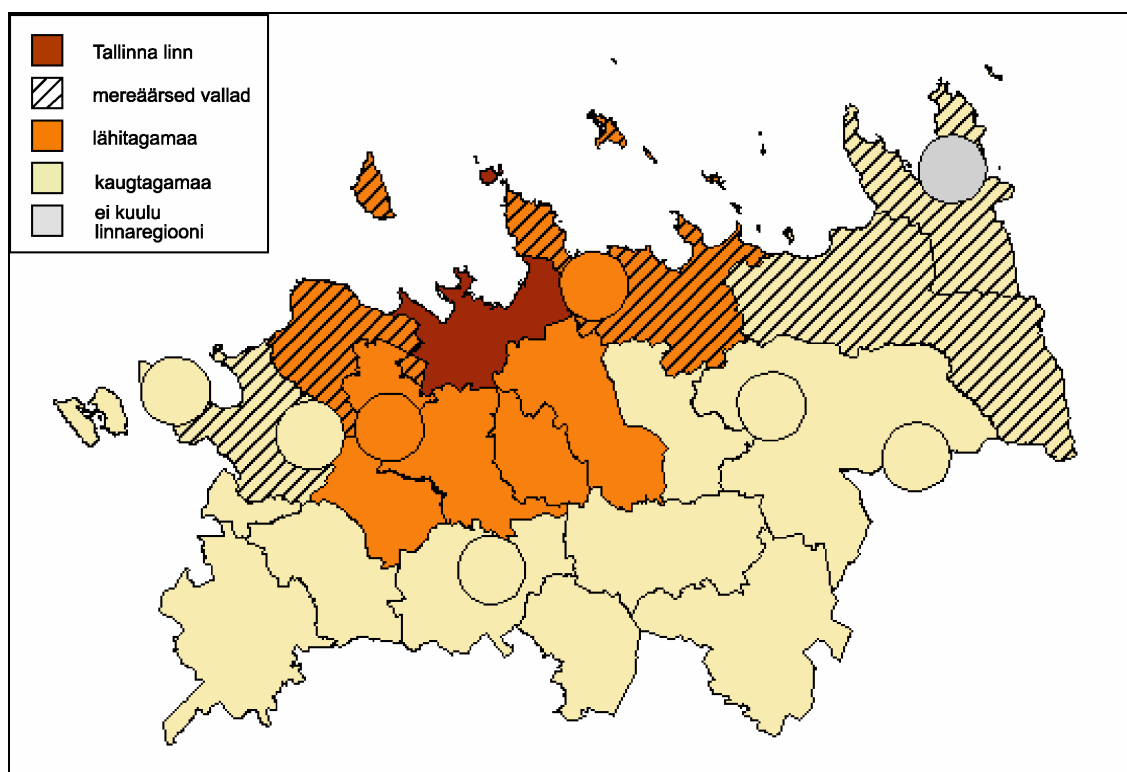 Tallinna linn
mereäärsed vallad
lähitagamaa
kaugtagamaa
ei kuulu
linnaregiooni